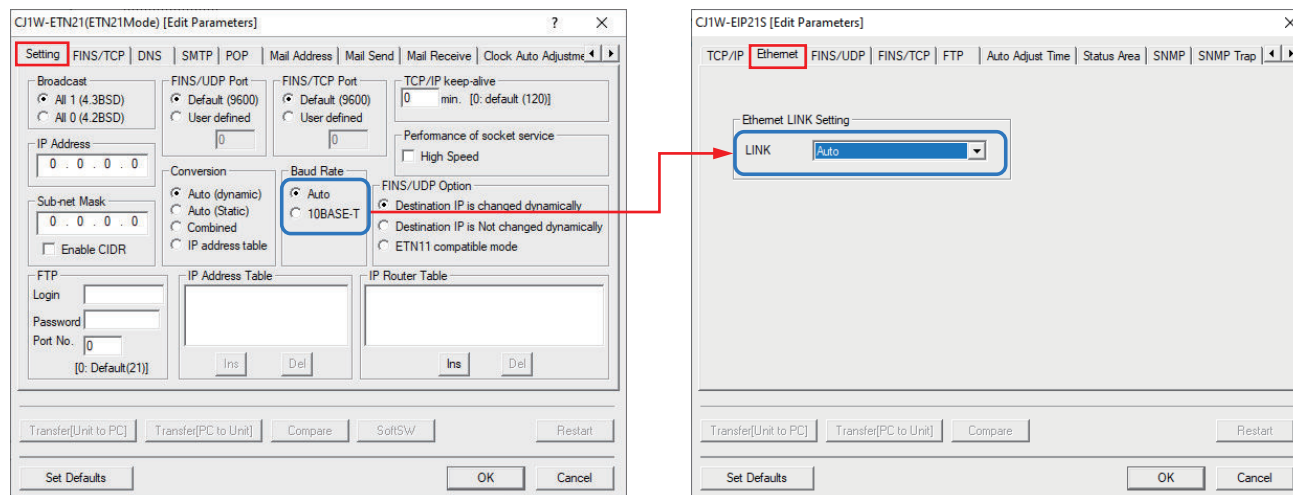 CJ1W-ETN21(ETN21Mode) [Edit Parameters]
? ×
Setting FINS/TCP DNS SMTP POP Mail Address Mail Send Mail Receive Clock Auto Adjustme
Broadcast
All 1 (4.3BSD)
All 0 (4.2BSD)
FINS/UDP Port
Default (9600)
User defined
0
FINS/TCP Port
Default (9600)
User defined
0
TCP/IP keep-alive
0 min. [0: default (120)]
Performance of socket service
High Speed
IP Address
0 . 0 . 0 . 0
Sub-net Mask
0 . 0 . 0 . 0
Enable CIDR
Conversion
Auto (dynamic)
Auto (Static)
Combined
IP address table
Baud Rate
Auto
10BASE-T
FINS/UDP Option
Destination IP is changed dynamically
Destination IP is Not changed dynamically
ETN11 compatible mode
FTP
Login
Password
Port No. 0
[0: Default(21)]
IP Address Table
Ins Del
IP Router Table
Ins Del
Transfer[Unit to PC] Transfer[PC to Unit] Compare SoftSW Restart
Set Defaults OK Cancel
CJ1W-EIP21S [Edit Parameters]
×
TCP/IP Ethernet FINS/UDP FINS/TCP FTP Auto Adjust Time Status Area SNMP SNMP Trap
Ethernet LINK Setting
LINK Auto
Transfer[Unit to PC] Transfer[PC to Unit] Compare Restart
Set Defaults OK Cancel